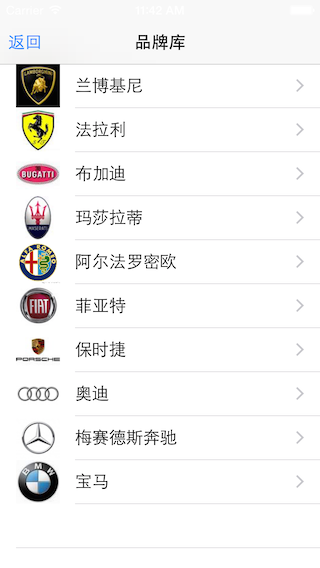 Carrier 11:42 AM
返回 品牌库
LAMBORGHINI 兰博基尼
法拉利
BUGATTI 布加迪
MASERATI 玛莎拉蒂
ALFA ROMEO 阿尔法罗密欧
FIAT 菲亚特
PORSCHE 保时捷
奥迪
梅赛德斯奔驰
BMW 宝马